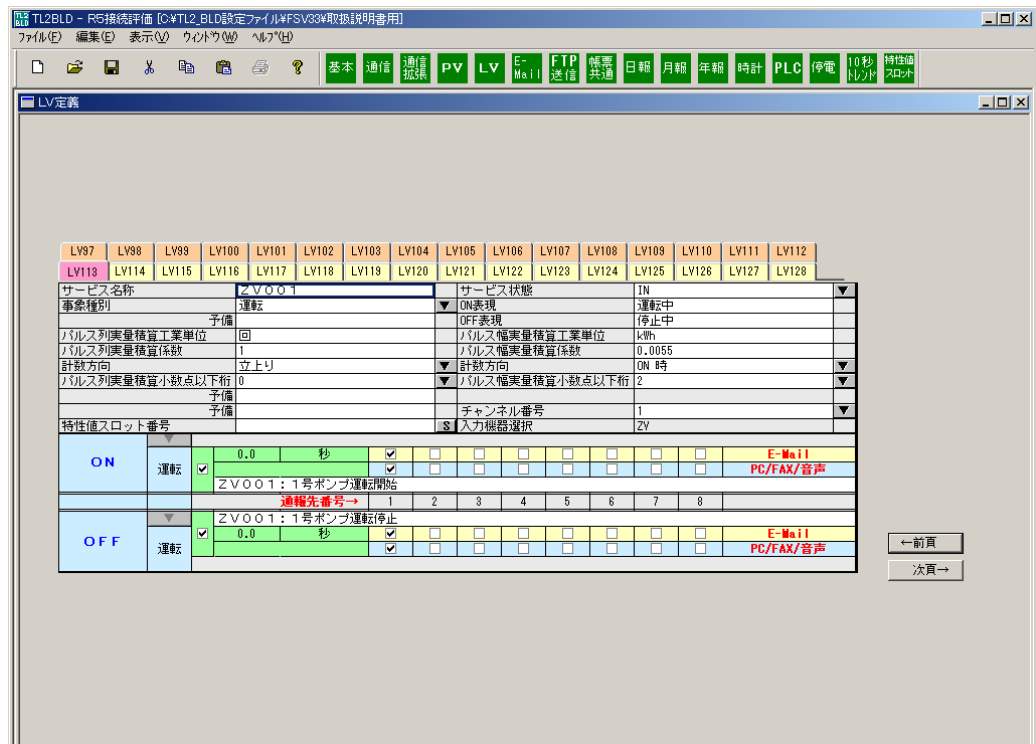 TL2BLD - R5接続評価 [C:¥TL2_BLD設定ファイル¥FSV33¥取扱説明書用]
ファイル(F) 編集(E) 表示(V) ウィンドウ(W) ヘルプ(H)
基本 通信 通信拡張 PV LV E-Mail FTP送信 帳票共通 日報 月報 年報 時計 PLC 停電 10秒トレンド 特性値スロット
LV定義
LV97 LV98 LV99 LV100 LV101 LV102 LV103 LV104 LV105 LV106 LV107 LV108 LV109 LV110 LV111 LV112
LV113 LV114 LV115 LV116 LV117 LV118 LV119 LV120 LV121 LV122 LV123 LV124 LV125 LV126 LV127 LV128
サービス名称 ZV001 サービス状態 IN
事象種別 運転 ON表現 運転中
予備 OFF表現 停止中
パルス列実量積算工業単位 回 パルス幅実量積算工業単位 kWh
パルス列実量積算係数 1 パルス幅実量積算係数 0.0055
計数方向 立上り 計数方向 ON 時
パルス列実量積算小数点以下桁 0 パルス幅実量積算小数点以下桁 2
予備
予備 チャンネル番号 1
特性値スロット番号 S 入力機器選択 ZV
ON 運転 0.0 秒 E-Mail
PC/FAX/音声
ZV001:1号ポンプ運転開始
通報先番号→ 1 2 3 4 5 6 7 8
ZV001:1号ポンプ運転停止
OFF 運転 0.0 秒 E-Mail
PC/FAX/音声
←前頁
次頁→